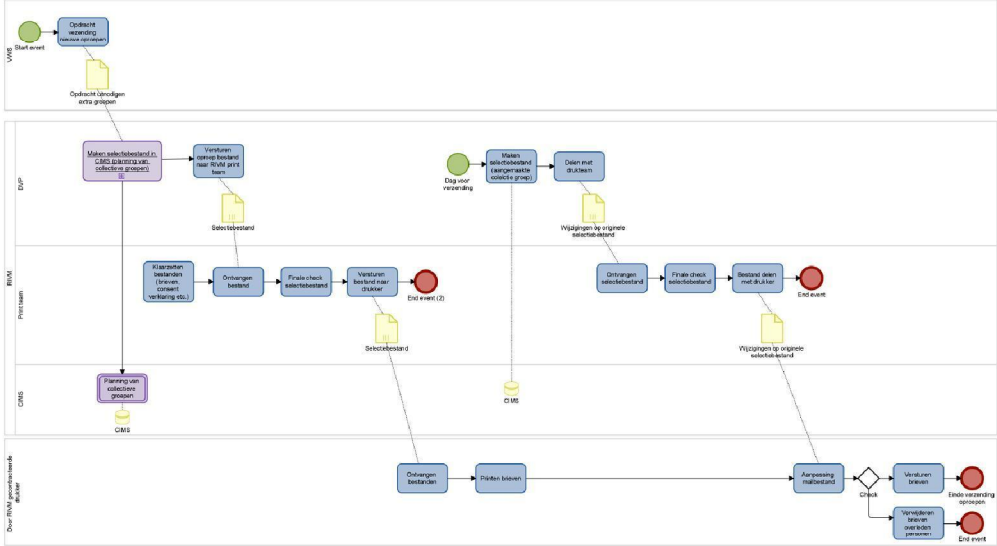 VWS
Start event
Opdracht
verzending
nieuwe oproepen
Opdracht uitnodigen
extra groepen
RIVM
DVP
Maken selectiebestand in
CIMS (planning van
collectieve groepen)
Versturen
oproep bestand
naar RIVM print
team
Selectiebestand
Dag voor
verzending
Maken
selectiebestand
(aangemaakte
Delen met
drukteam
Wijzigingen op originele
selectiebestand
Print team
Klaarzetten
bestanden
(brieven,
consent
verklaring etc.)
Ontvangen
bestand
Finale check
selectiebestand
Versturen
bestand naar
drukker
End event (2)
Selectiebestand
Ontvangen
selectiebestand
Finale check
selectiebestand
Bestand delen
met drukker
End event
Wijzigingen op originele
selectiebestand
CIMS
Planning van
collectieve
groepen
CIMS
CIMS
Door RIVM gecontracteerde
drukker
Ontvangen
bestanden
Printen brieven
Aanpassing
mailbestand
Check
Versturen
brieven
Einde verzending
oproepen
Verwijderen
brieven
overleden
personen
End event